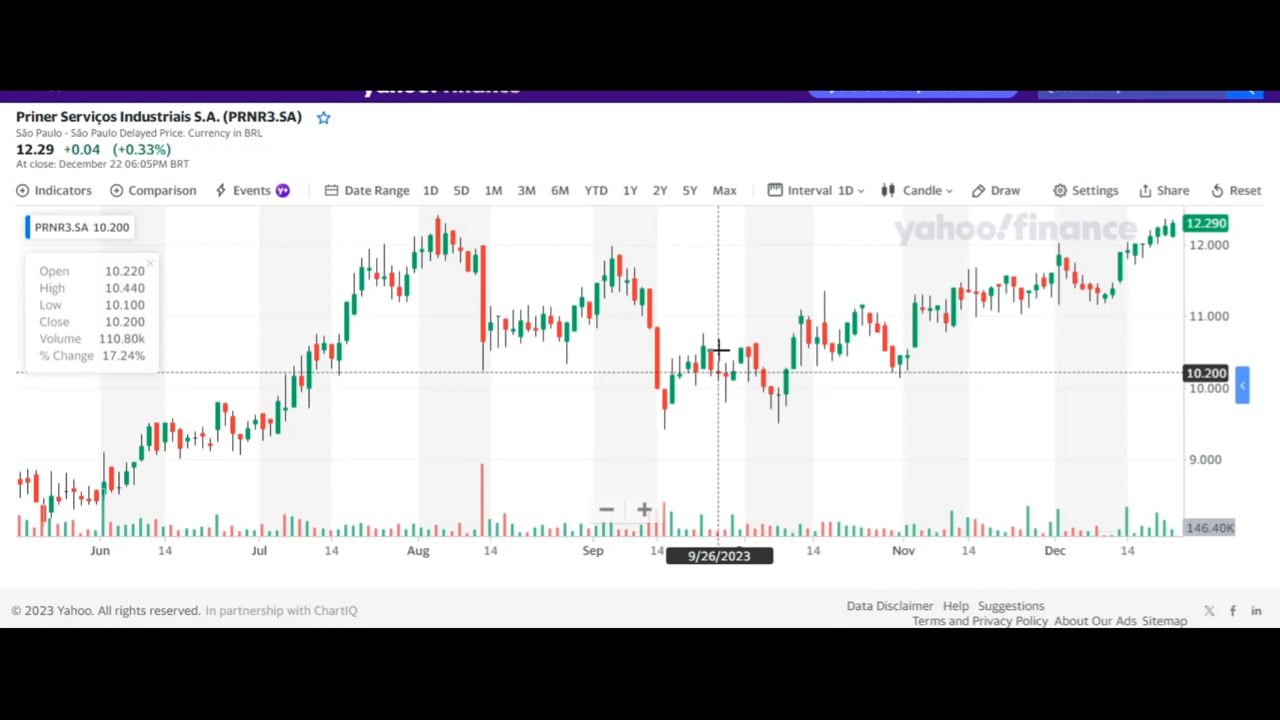 Priner Serviços Industriais S.A. (PRNR3.SA)
São Paulo - São Paulo Delayed Price. Currency in BRL
12.29 +0.04 (+0.33%)
At close: December 22 06:05PM BRT
Indicators Comparison Events Y+ Date Range 1D 5D 1M 3M 6M YTD 1Y 2Y 5Y Max Interval 1D Candle Draw Settings Share Reset
PRNR3.SA 10.200
yahoo!finance
12.290
12.000
Open 10.220
High 10.440
Low 10.100
Close 10.200
Volume 110.80k
% Change 17.24%
11.000
10.200
10.000
9.000
146.40K
Jun 14 Jul 14 Aug 14 Sep 14 9/26/2023 14 Nov 14 Dec 14
© 2023 Yahoo. All rights reserved. In partnership with ChartIQ
Data Disclaimer Help Suggestions
Terms and Privacy Policy About Our Ads Sitemap